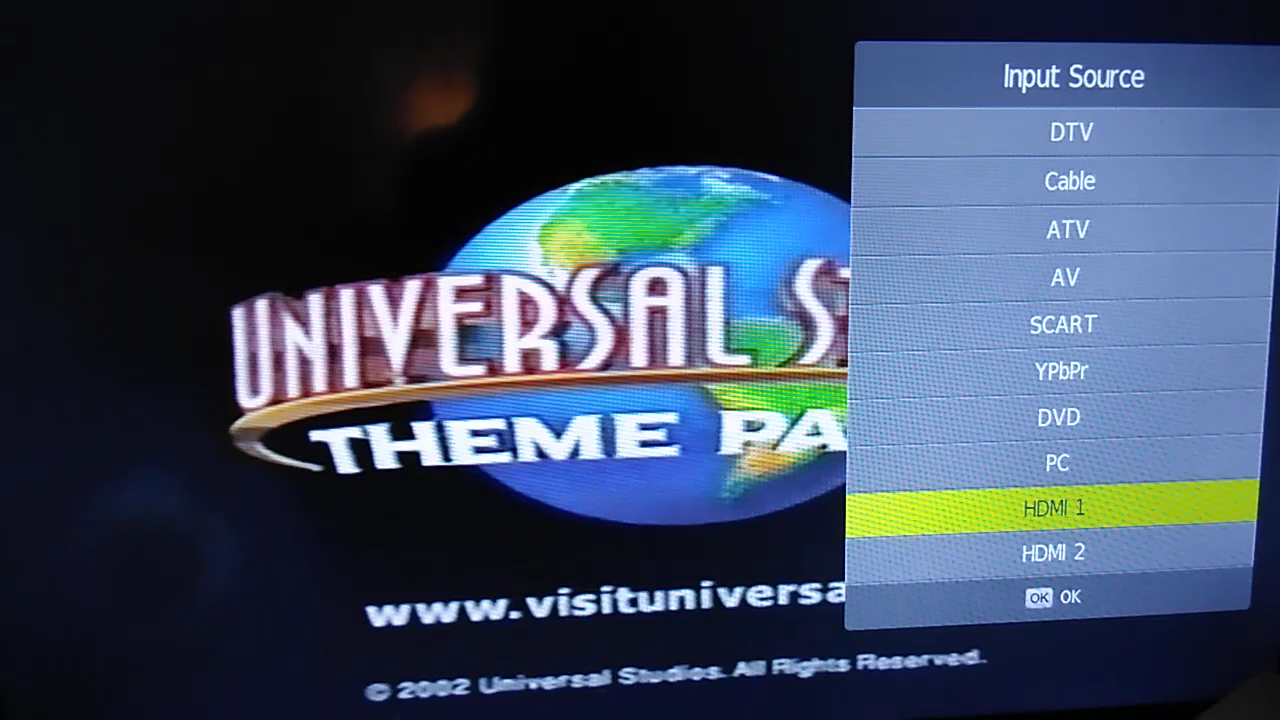 UNIVERSAL
THEME
www.visituniversa
© 2002 Universal Studios. All Rights Reserved.
Input Source
DTV
Cable
ATV
AV
SCART
YPbPr
DVD
PC
HDMI 1
HDMI 2
OK OK